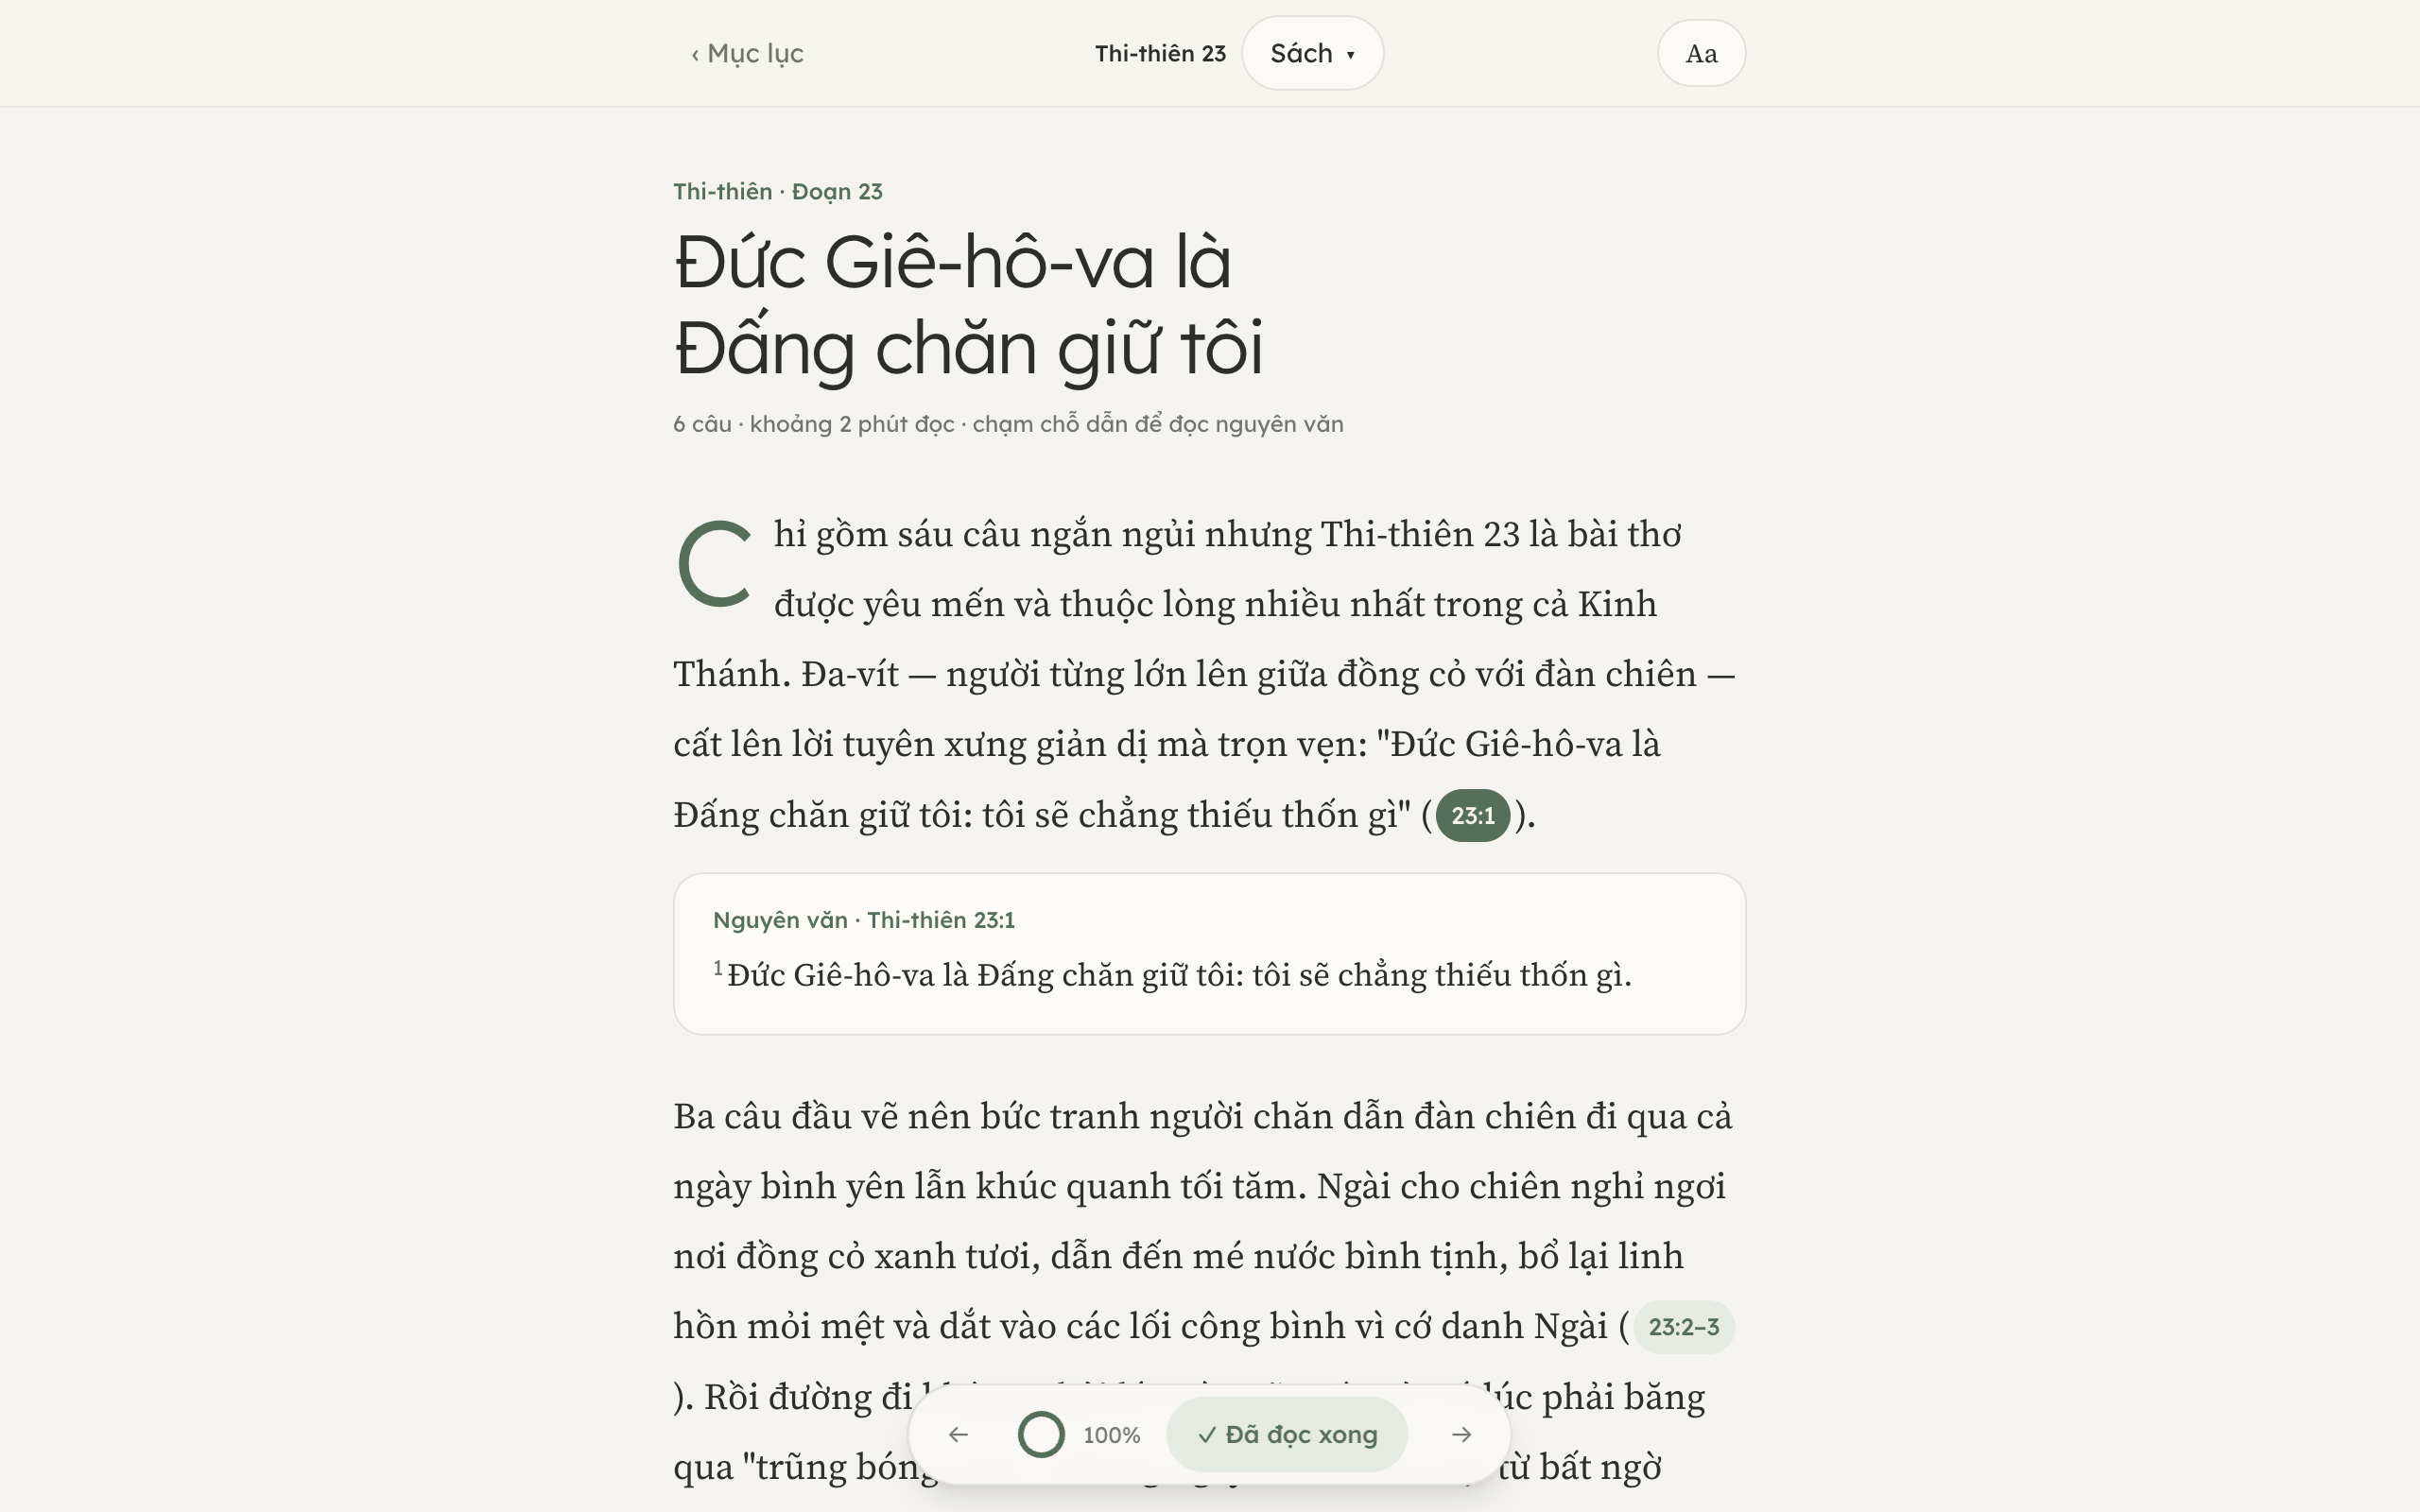 ‹ Mục lục
Thi-thiên 23
Sách ▾
Aa
Thi-thiên · Đoạn 23
Đức Giê-hô-va là
Đấng chăn giữ tôi
6 câu · khoảng 2 phút đọc · chạm chỗ dẫn để đọc nguyên văn
Chỉ gồm sáu câu ngắn ngủi nhưng Thi-thiên 23 là bài thơ
được yêu mến và thuộc lòng nhiều nhất trong cả Kinh
Thánh. Đa-vít — người từng lớn lên giữa đồng cỏ với đàn chiên —
cất lên lời tuyên xưng giản dị mà trọn vẹn: "Đức Giê-hô-va là
Đấng chăn giữ tôi: tôi sẽ chẳng thiếu thốn gì" (23:1).
Nguyên văn · Thi-thiên 23:1
1 Đức Giê-hô-va là Đấng chăn giữ tôi: tôi sẽ chẳng thiếu thốn gì.
Ba câu đầu vẽ nên bức tranh người chăn dẫn đàn chiên đi qua cả
ngày bình yên lẫn khúc quanh tối tăm. Ngài cho chiên nghỉ ngơi
nơi đồng cỏ xanh tươi, dẫn đến mé nước bình tịnh, bổ lại linh
hồn mỏi mệt và dắt vào các lối công bình vì cớ danh Ngài (23:2–3
). Rồi đường đi lúc phải băng
qua "trũng bóng từ bất ngờ
← 100% ✓ Đã đọc xong →